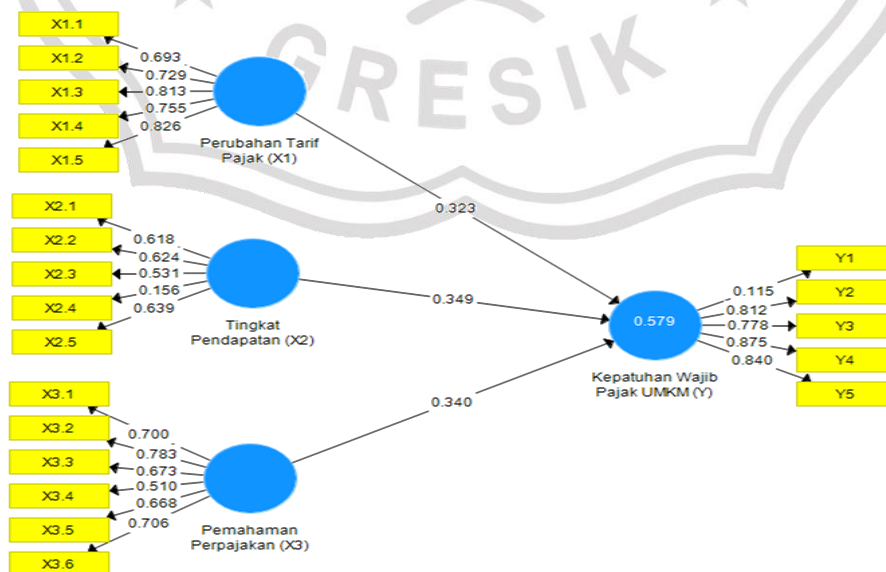 GRESIK
X1.1
X1.2
X1.3
X1.4
X1.5
0.693
0.729
0.813
0.755
0.826
Perubahan Tarif
Pajak (X1)
0.323
X2.1
X2.2
X2.3
X2.4
X2.5
0.618
0.624
0.531
0.156
0.639
Tingkat
Pendapatan (X2)
0.349
X3.1
X3.2
X3.3
X3.4
X3.5
X3.6
0.700
0.783
0.673
0.510
0.668
0.706
Pemahaman
Perpajakan (X3)
0.340
0.579
Kepatuhan Wajib
Pajak UMKM (Y)
0.115
0.812
0.778
0.875
0.840
Y1
Y2
Y3
Y4
Y5